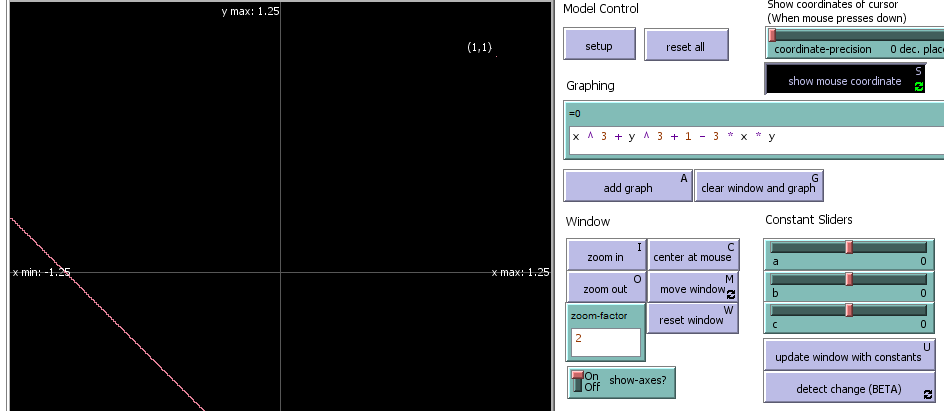 y max: 1.25
(1,1)
x min: -1.25
x max: 1.25
Model Control
setup
reset all
Show coordinates of cursor
(When mouse presses down)
coordinate-precision 0 dec. place
show mouse coordinate S
Graphing
=0
x ^ 3 + y ^ 3 + 1 - 3 * x * y
add graph A
clear window and graph G
Window
zoom in I
center at mouse C
zoom out O
move window M
zoom-factor
2
reset window W
On
Off
show-axes?
Constant Sliders
a 0
b 0
c 0
update window with constants U
detect change (BETA)